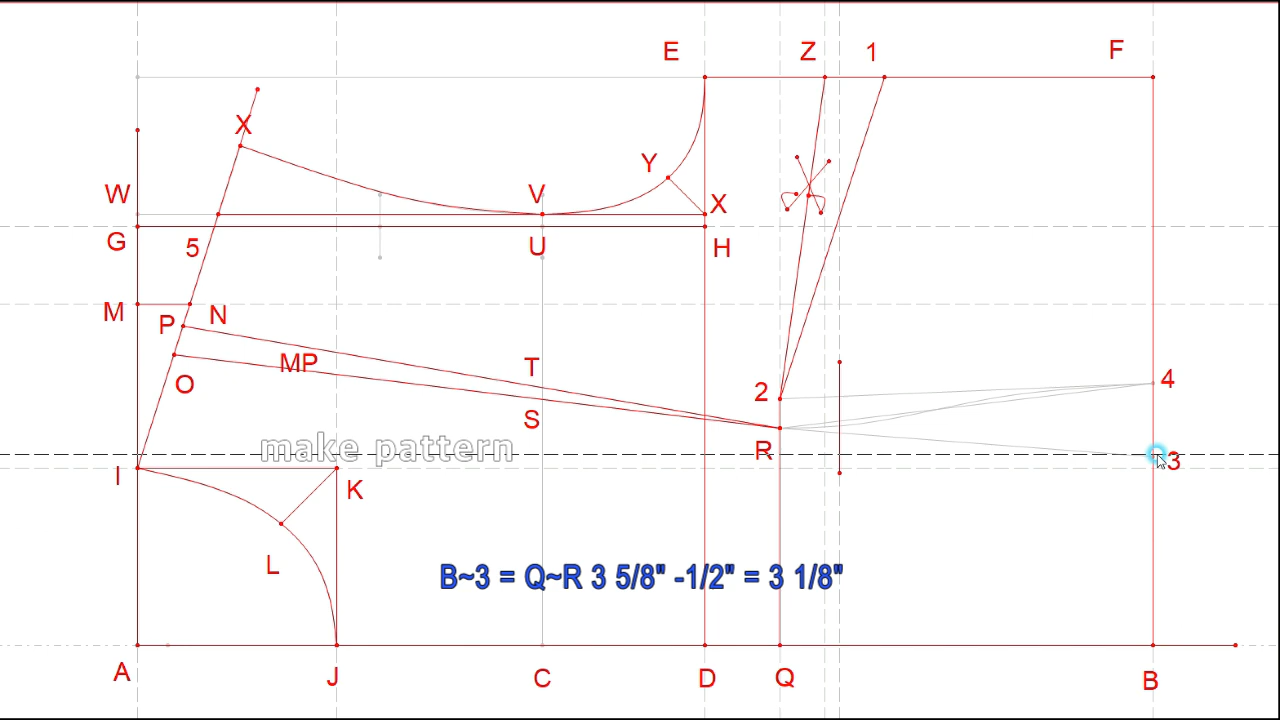 E Z 1 F
X
Y
W V X
G 5 U H
M P N
MP T
O 2 4
S
make pattern R 3
I K
L
B~3 = Q~R 3 5/8" -1/2" = 3 1/8"
A J C D Q B